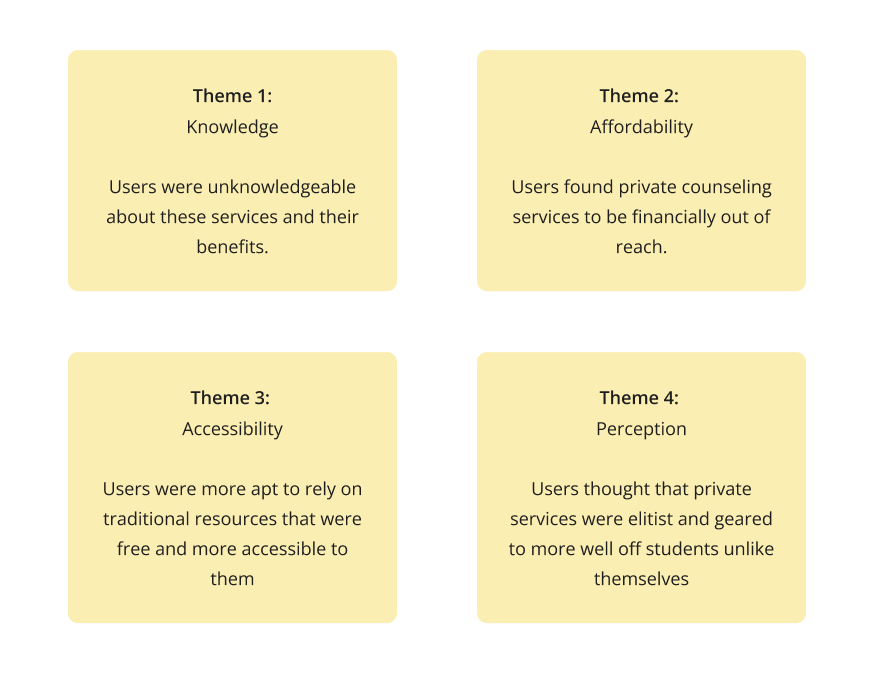 Theme 1:
Knowledge
Users were unknowledgeable
about these services and their
benefits.
Theme 2:
Affordability
Users found private counseling
services to be financially out of
reach.
Theme 3:
Accessibility
Users were more apt to rely on
traditional resources that were
free and more accessible to
them
Theme 4:
Perception
Users thought that private
services were elitist and geared
to more well off students unlike
themselves